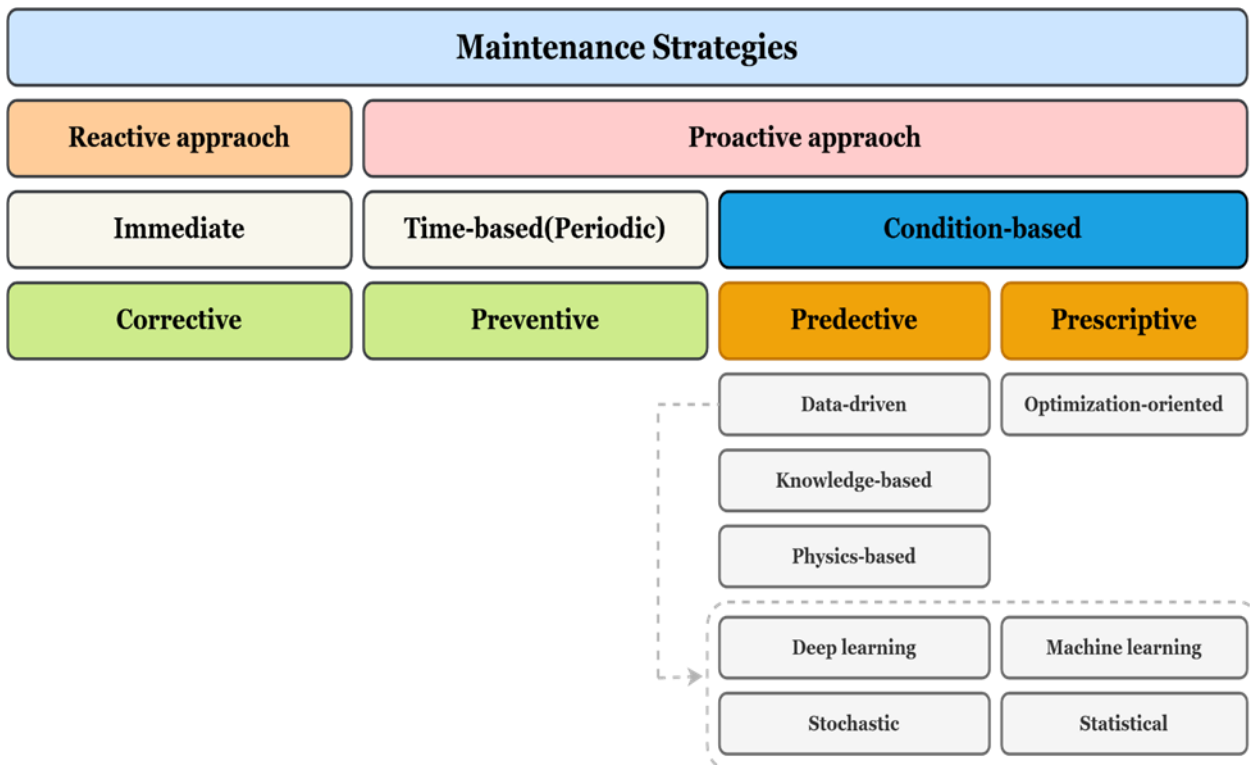 Maintenance Strategies
Reactive appraoch
Proactive appraoch
Immediate
Time-based(Periodic)
Condition-based
Corrective
Preventive
Predective
Prescriptive
Data-driven
Optimization-oriented
Knowledge-based
Physics-based
Deep learning
Machine learning
Stochastic
Statistical